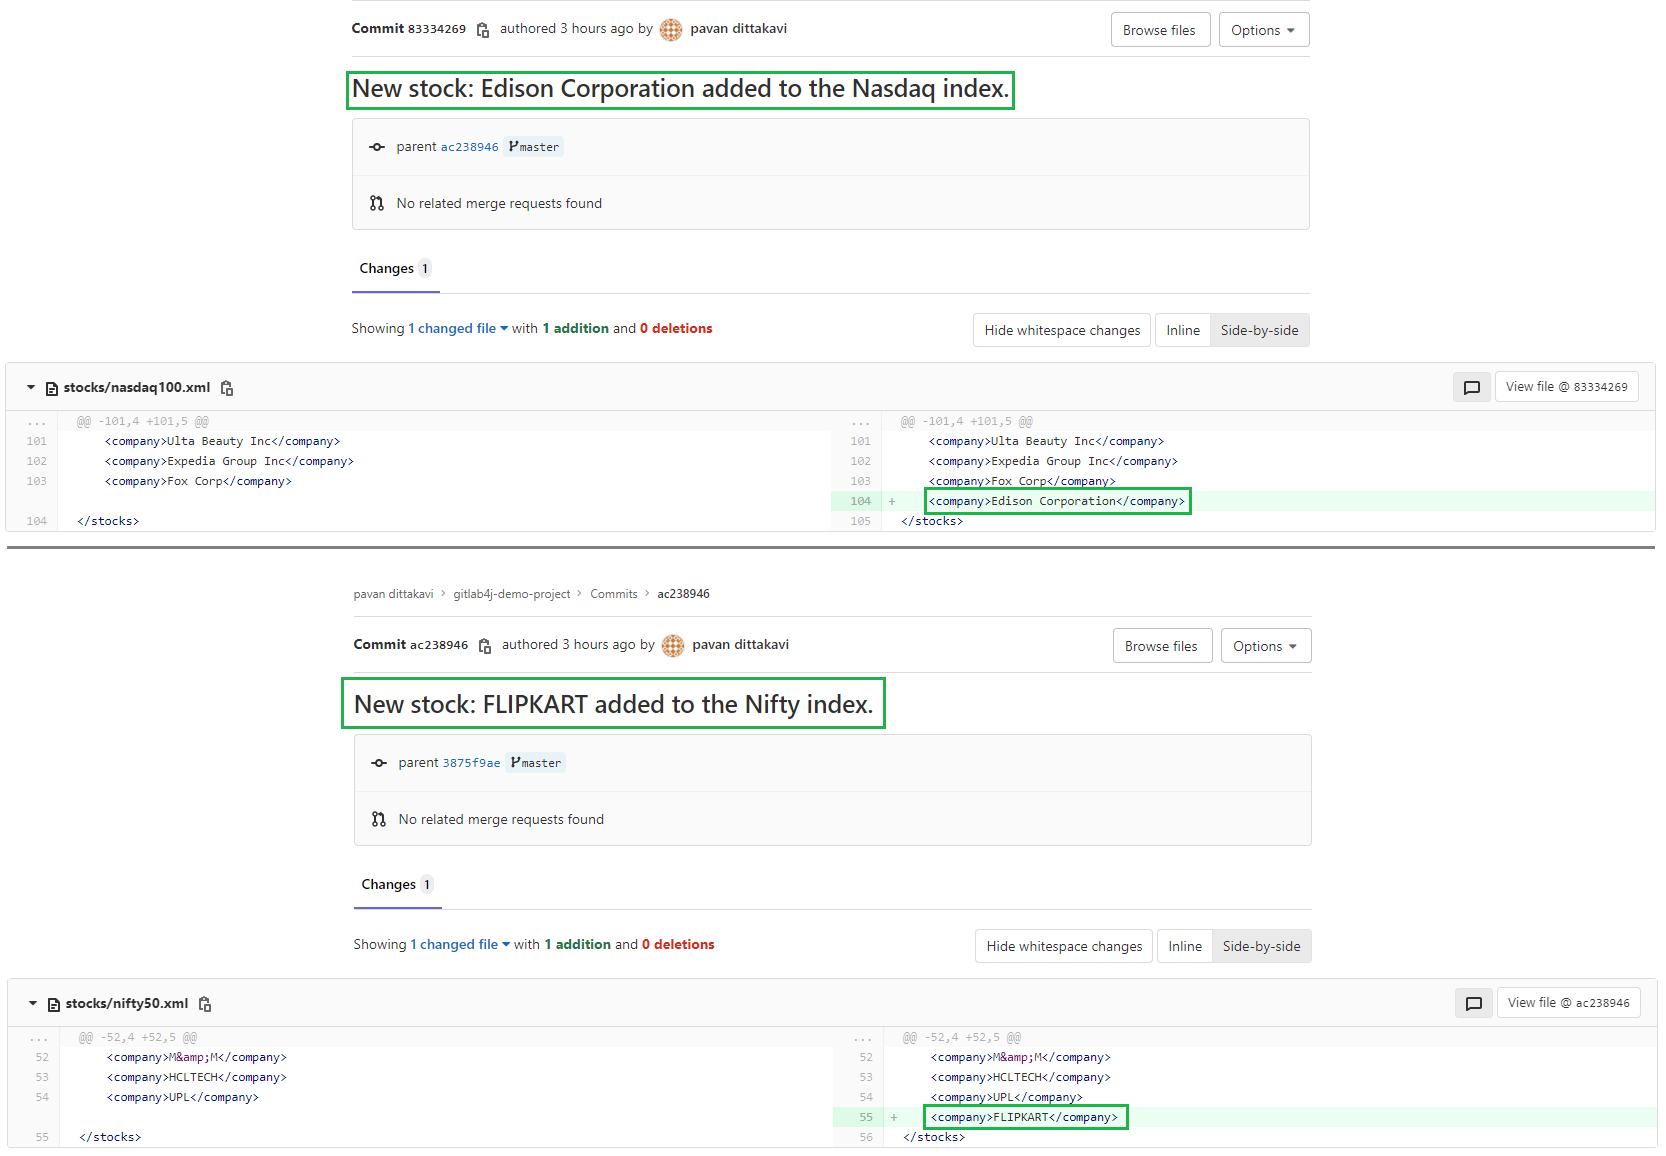 Commit 83334269 authored 3 hours ago by pavan dittakavi Browse files Options
New stock: Edison Corporation added to the Nasdaq index.
parent ac238946 master
No related merge requests found
Changes 1
Showing 1 changed file with 1 addition and 0 deletions Hide whitespace changes Inline Side-by-side
stocks/nasdaq100.xml View file @ 83334269
... @@ -101,4 +101,5 @@ ... @@ -101,4 +101,5 @@
101 <company>Ulta Beauty Inc</company> 101 <company>Ulta Beauty Inc</company>
102 <company>Expedia Group Inc</company> 102 <company>Expedia Group Inc</company>
103 <company>Fox Corp</company> 103 <company>Fox Corp</company>
104 + <company>Edison Corporation</company>
104 </stocks> 105 </stocks>
pavan dittakavi > gitlab4j-demo-project > Commits > ac238946
Commit ac238946 authored 3 hours ago by pavan dittakavi Browse files Options
New stock: FLIPKART added to the Nifty index.
parent 3875f9ae master
No related merge requests found
Changes 1
Showing 1 changed file with 1 addition and 0 deletions Hide whitespace changes Inline Side-by-side
stocks/nifty50.xml View file @ ac238946
... @@ -52,4 +52,5 @@ ... @@ -52,4 +52,5 @@
52 <company>M&amp;M</company> 52 <company>M&amp;M</company>
53 <company>HCLTECH</company> 53 <company>HCLTECH</company>
54 <company>UPL</company> 54 <company>UPL</company>
55 + <company>FLIPKART</company>
55 </stocks> 56 </stocks>